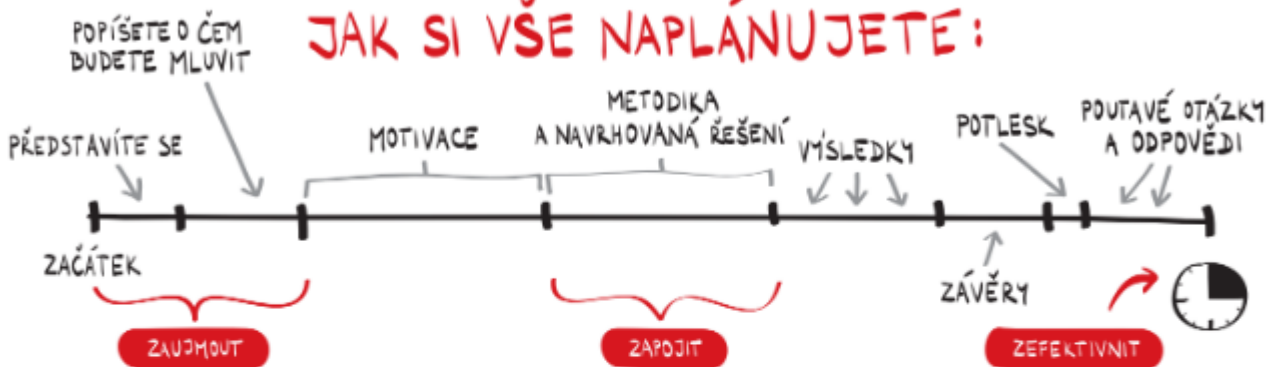 JAK SI VŠE NAPLÁNUJETE:
POPÍŠETE O ČEM
BUDETE MLUVIT
PŘEDSTAVÍTE SE
MOTIVACE
METODIKA
A NAVRHOVANÁ ŘEŠENÍ
VÝSLEDKY
POTLESK
POUTAVÉ OTÁZKY
A ODPOVĚDI
ZAČÁTEK
ZÁVĚRY
ZAUJMOUT
ZAPOJIT
ZEFEKTIVNIT